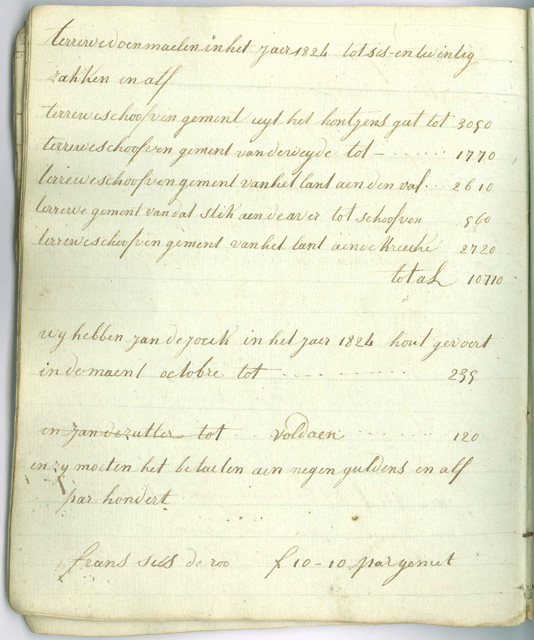 terrewe doen maelen in het jaer 1824 tot ses-en twintig
zakken en alf
terrewe schoofven gement uyt het hontzens gat tot 3050
terrewe schoofven gement van de weyde tot - ...... 1770
terrewe schoofven gement van het lant aen den val ... 2610
terrewe gement van dat stik aen de aver tot schoofven 560
terrewe schoofven gement van het lant aen de kreeke 2720
total 10710
wy hebben jan de jonk in het jaer 1824 hout gevoert
in de maent octobre tot ............ 235
en jan de zutter tot voldaen ........ 120
en zy moeten het betaelen aen negen guldens en alf
par hondert
frans de roo f 10-10 par gemet